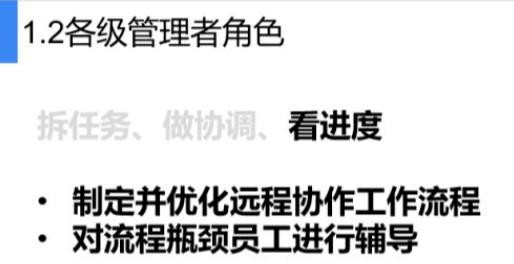 1.2各级管理者角色
拆任务、做协调、看进度
• 制定并优化远程协作工作流程
• 对流程瓶颈员工进行辅导